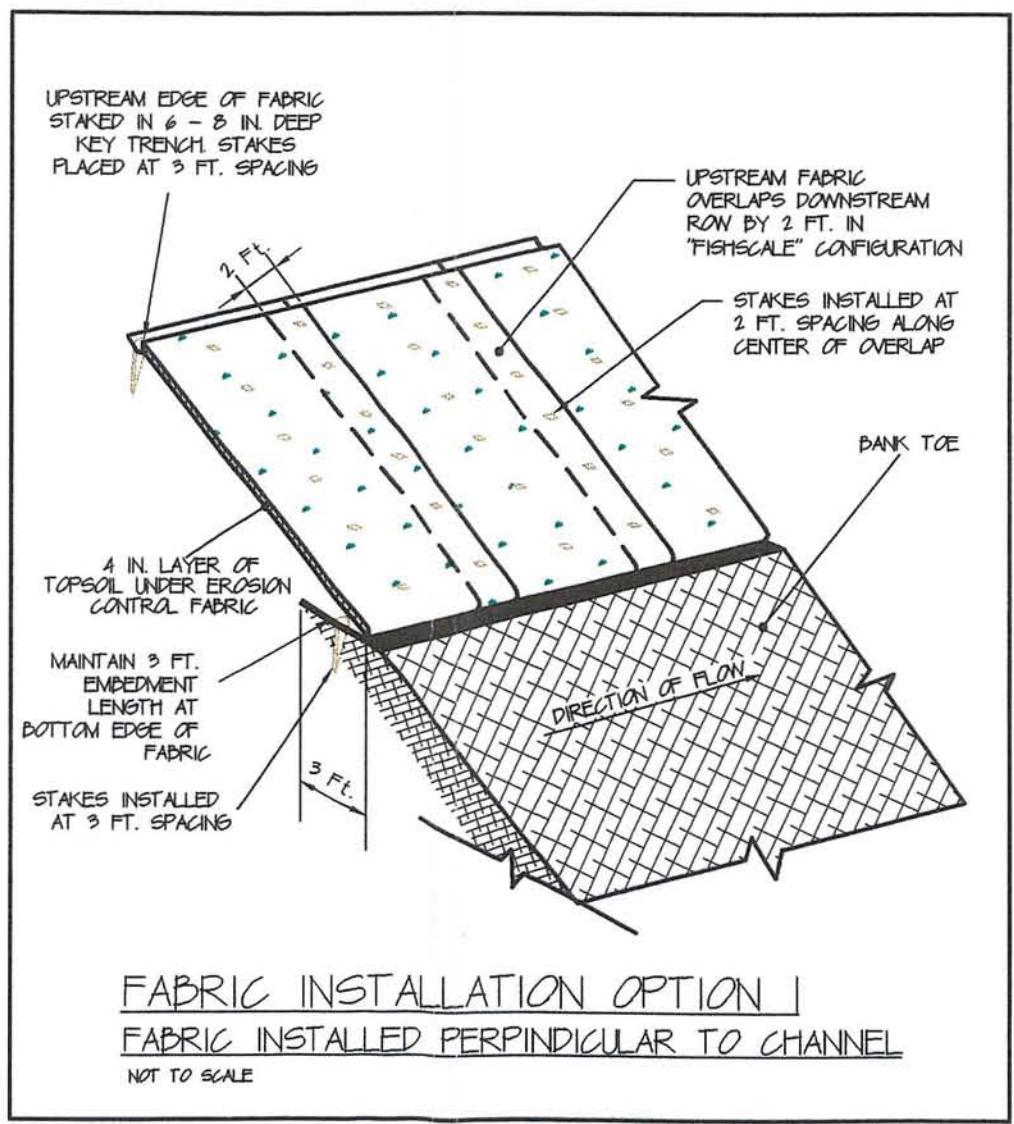 UPSTREAM EDGE OF FABRIC
STAKED IN 6 - 8 IN. DEEP
KEY TRENCH. STAKES
PLACED AT 3 FT. SPACING
UPSTREAM FABRIC
OVERLAPS DOWNSTREAM
ROW BY 2 FT. IN
"FISHSCALE" CONFIGURATION
2 Ft.
STAKES INSTALLED AT
2 FT. SPACING ALONG
CENTER OF OVERLAP
BANK TOE
4 IN. LAYER OF
TOPSOIL UNDER EROSION
CONTROL FABRIC
MAINTAIN 3 FT.
EMBEDMENT
LENGTH AT
BOTTOM EDGE OF
FABRIC
DIRECTION OF FLOW
3 Ft.
STAKES INSTALLED
AT 3 FT. SPACING
FABRIC INSTALLATION OPTION 1
FABRIC INSTALLED PERPINDICULAR TO CHANNEL
NOT TO SCALE